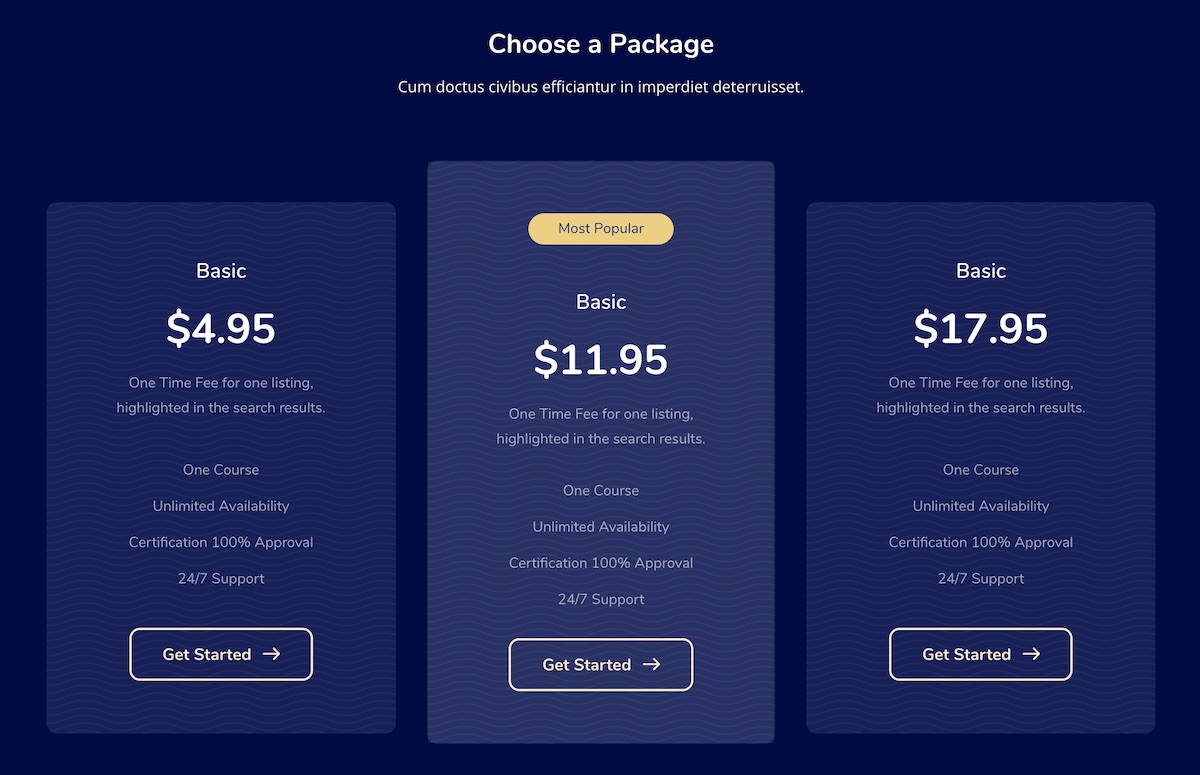 Choose a Package
Cum doctus civibus efficiantur in imperdiet deterruisset.
Basic
$4.95
One Time Fee for one listing,
highlighted in the search results.
One Course
Unlimited Availability
Certification 100% Approval
24/7 Support
Get Started
Most Popular
Basic
$11.95
One Time Fee for one listing,
highlighted in the search results.
One Course
Unlimited Availability
Certification 100% Approval
24/7 Support
Get Started
Basic
$17.95
One Time Fee for one listing,
highlighted in the search results.
One Course
Unlimited Availability
Certification 100% Approval
24/7 Support
Get Started